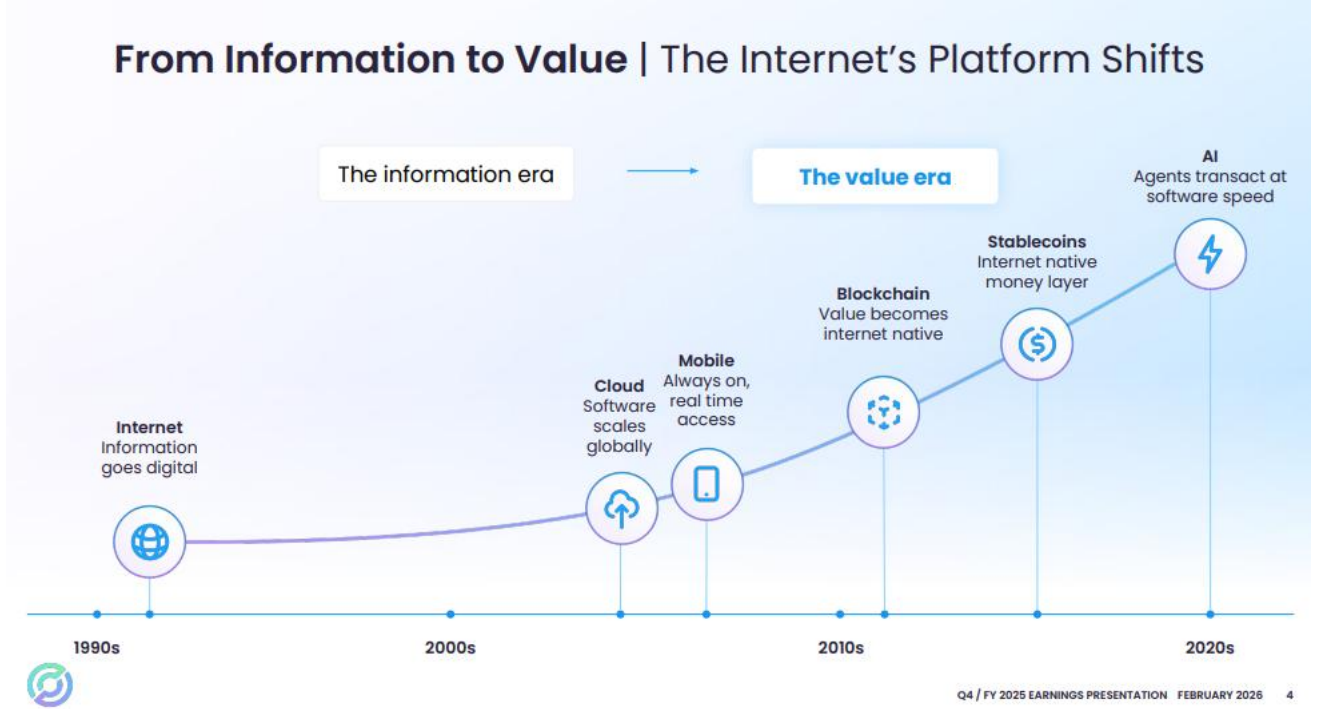 From Information to Value | The Internet's Platform Shifts
The information era
The value era
Internet
Information
goes digital
Cloud
Software
scales
globally
Mobile
Always on,
real time
access
Blockchain
Value becomes
internet native
Stablecoins
Internet native
money layer
AI
Agents transact at
software speed
1990s
2000s
2010s
2020s
Q4 / FY 2025 EARNINGS PRESENTATION FEBRUARY 2026 4